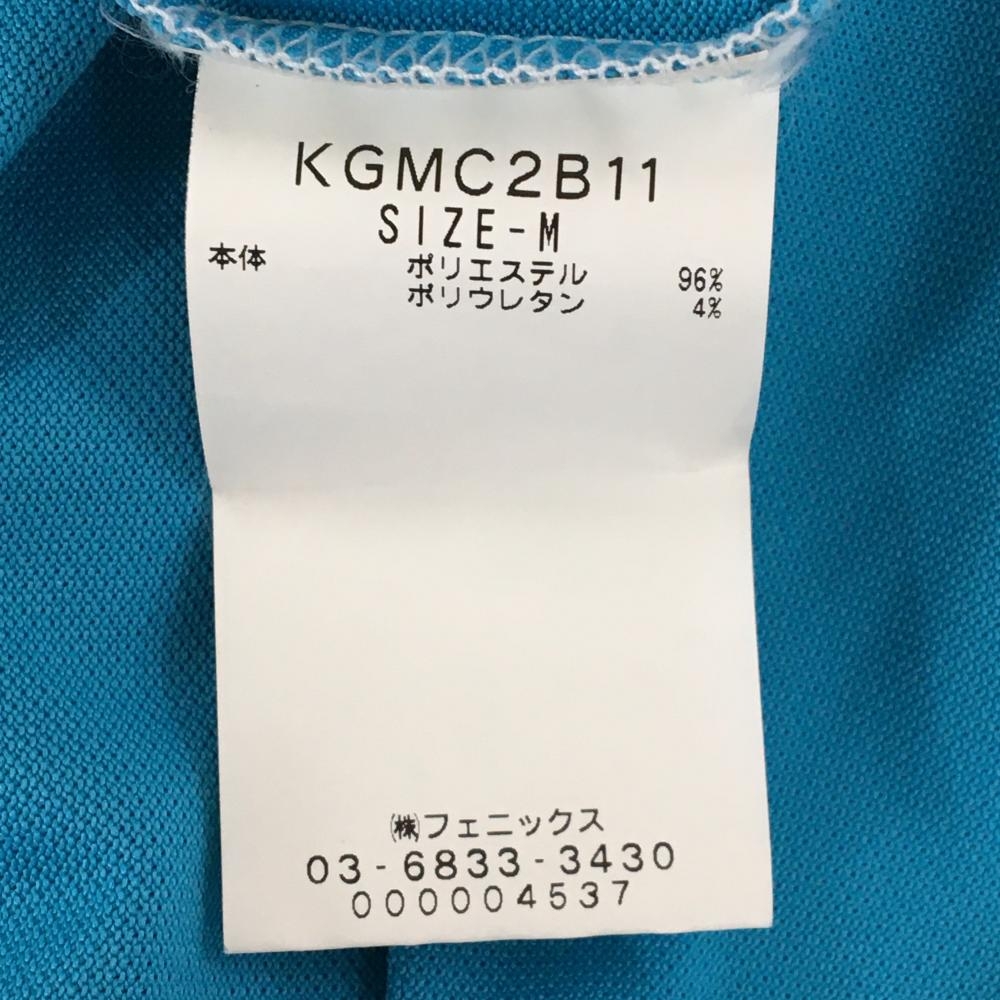 KGMC2B11
SIZE-M
本体 ポリエステル 96%
ポリウレタン 4%
㈱フェニックス
03-6833-3430
000004537